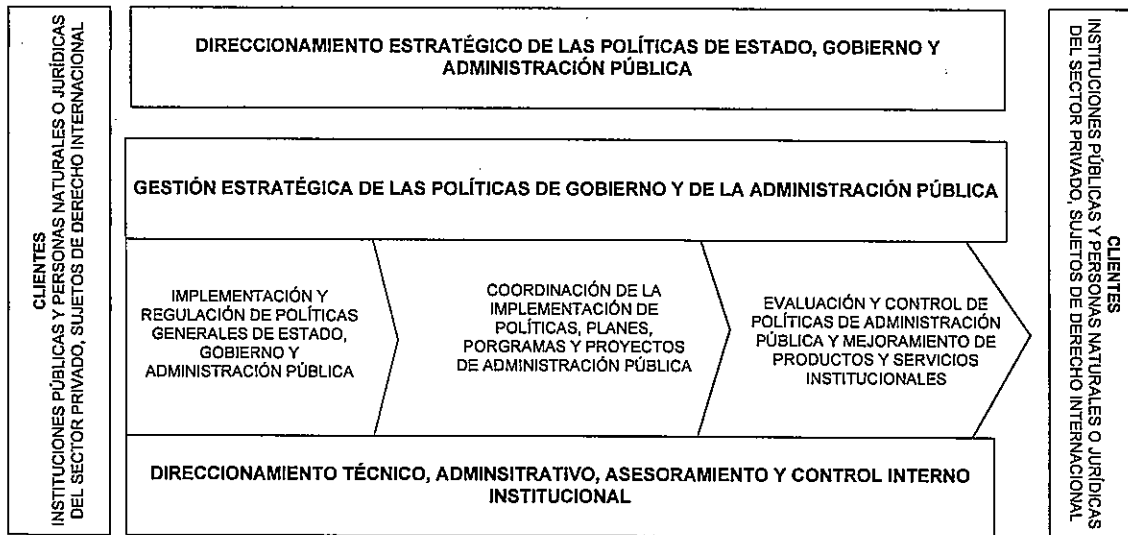 CLIENTES
INSTITUCIONES PÚBLICAS Y PERSONAS NATURALES O JURÍDICAS
DEL SECTOR PRIVADO, SUJETOS DE DERECHO INTERNACIONAL
DIRECCIONAMIENTO ESTRATÉGICO DE LAS POLÍTICAS DE ESTADO, GOBIERNO Y
ADMINISTRACIÓN PÚBLICA
GESTIÓN ESTRATÉGICA DE LAS POLÍTICAS DE GOBIERNO Y DE LA ADMINISTRACIÓN PÚBLICA
IMPLEMENTACIÓN Y
REGULACIÓN DE POLÍTICAS
GENERALES DE ESTADO,
GOBIERNO Y
ADMINISTRACIÓN PÚBLICA
COORDINACIÓN DE LA
IMPLEMENTACIÓN DE
POLÍTICAS, PLANES,
PORGRAMAS Y PROYECTOS
DE ADMINISTRACIÓN PÚBLICA
EVALUACIÓN Y CONTROL DE
POLÍTICAS DE ADMINISTRACIÓN
PÚBLICA Y MEJORAMIENTO DE
PRODUCTOS Y SERVICIOS
INSTITUCIONALES
DIRECCIONAMIENTO TÉCNICO, ADMINSITRATIVO, ASESORAMIENTO Y CONTROL INTERNO
INSTITUCIONAL
CLIENTES
INSTITUCIONES PÚBLICAS Y PERSONAS NATURALES O JURÍDICAS
DEL SECTOR PRIVADO, SUJETOS DE DERECHO INTERNACIONAL